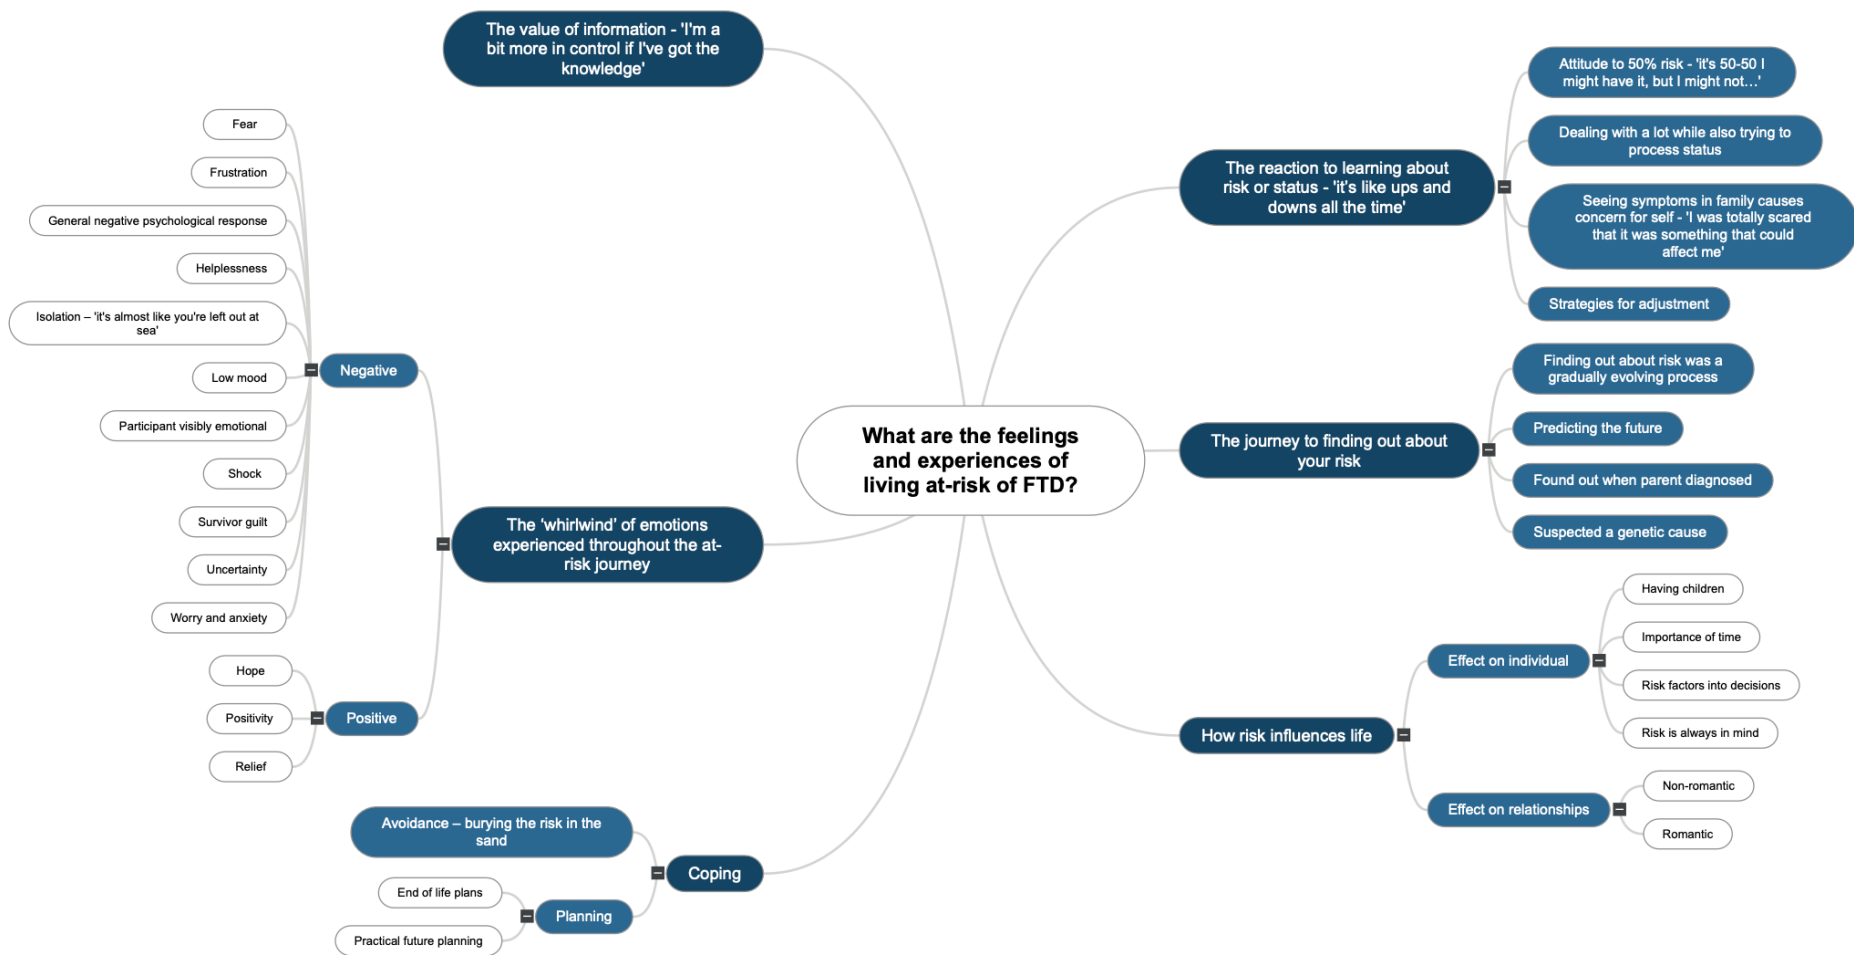 The value of information - 'I'm a
bit more in control if I've got the
knowledge'
Fear
Frustration
General negative psychological response
Helplessness
Isolation – 'it's almost like you're left out at
sea'
Low mood
Participant visibly emotional
Shock
Survivor guilt
Uncertainty
Worry and anxiety
Negative
Hope
Positivity
Relief
Positive
The ‘whirlwind’ of emotions
experienced throughout the at-
risk journey
Avoidance – burying the risk in the
sand
End of life plans
Practical future planning
Planning
Coping
What are the feelings
and experiences of
living at-risk of FTD?
The reaction to learning about
risk or status - 'it's like ups and
downs all the time'
Attitude to 50% risk - 'it's 50-50 I
might have it, but I might not…'
Dealing with a lot while also trying to
process status
Seeing symptoms in family causes
concern for self - 'I was totally scared
that it was something that could
affect me'
Strategies for adjustment
The journey to finding out about
your risk
Finding out about risk was a
gradually evolving process
Predicting the future
Found out when parent diagnosed
Suspected a genetic cause
How risk influences life
Effect on individual
Having children
Importance of time
Risk factors into decisions
Risk is always in mind
Effect on relationships
Non-romantic
Romantic